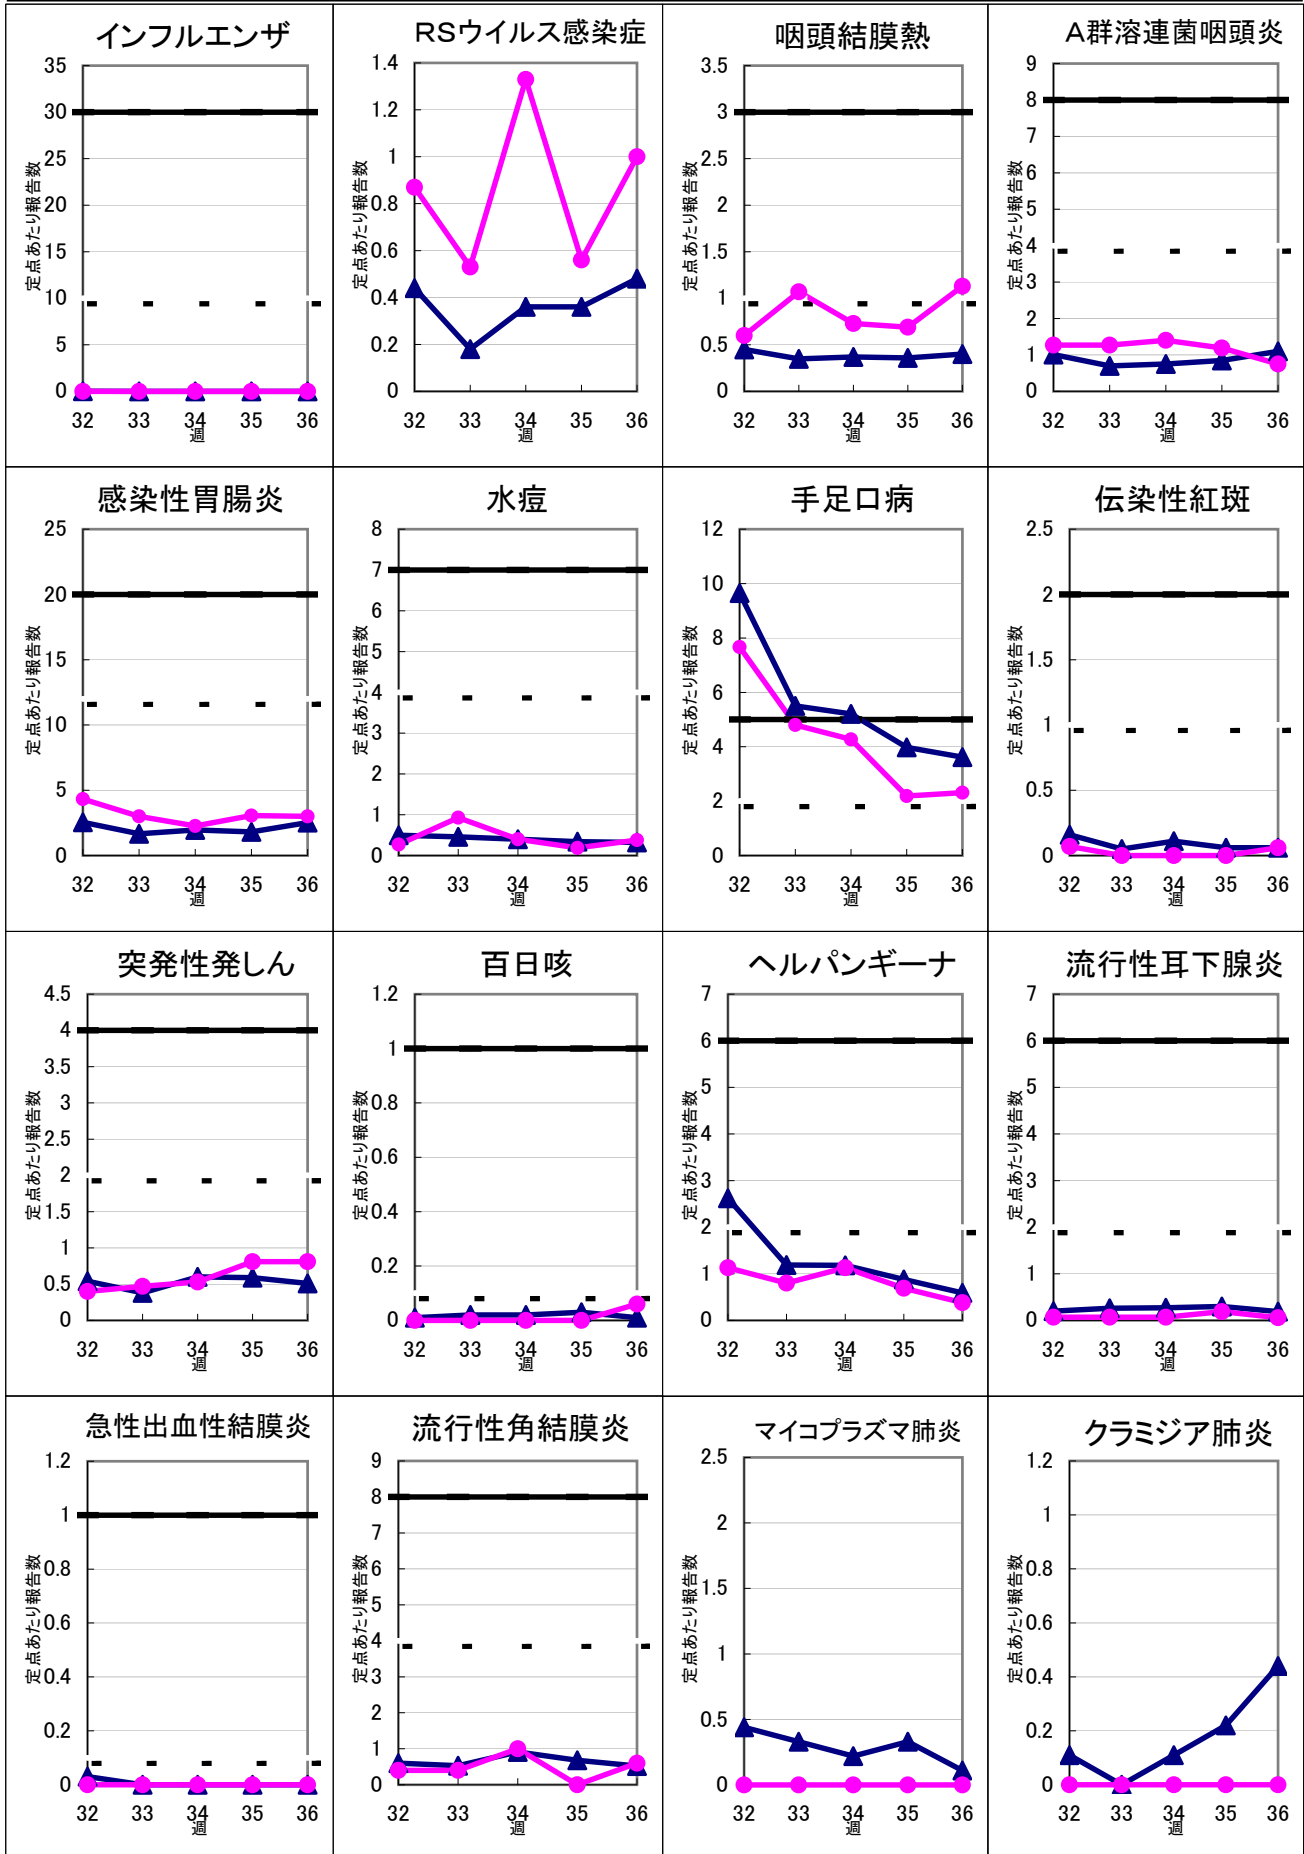 インフルエンザ
35
30
25
20
15
10
5
0
定点あたり報告数
32 33 34 35 36
週
RSウイルス感染症
1.4
1.2
1
0.8
0.6
0.4
0.2
0
定点あたり報告数
32 33 34 35 36
週
咽頭結膜熱
3.5
3
2.5
2
1.5
1
0.5
0
定点あたり報告数
32 33 34 35 36
週
A群溶連菌咽頭炎
9
8
7
6
5
4
3
2
1
0
定点あたり報告数
32 33 34 35 36
週
感染性胃腸炎
25
20
15
10
5
0
定点あたり報告数
32 33 34 35 36
週
水痘
8
7
6
5
4
3
2
1
0
定点あたり報告数
32 33 34 35 36
週
手足口病
12
10
8
6
4
2
0
定点あたり報告数
32 33 34 35 36
週
伝染性紅斑
2.5
2
1.5
1
0.5
0
定点あたり報告数
32 33 34 35 36
週
突発性発しん
4.5
4
3.5
3
2.5
2
1.5
1
0.5
0
定点あたり報告数
32 33 34 35 36
週
百日咳
1.2
1
0.8
0.6
0.4
0.2
0
定点あたり報告数
32 33 34 35 36
週
ヘルパンギーナ
7
6
5
4
3
2
1
0
定点あたり報告数
32 33 34 35 36
週
流行性耳下腺炎
7
6
5
4
3
2
1
0
定点あたり報告数
32 33 34 35 36
週
急性出血性結膜炎
1.2
1
0.8
0.6
0.4
0.2
0
定点あたり報告数
32 33 34 35 36
週
流行性角結膜炎
9
8
7
6
5
4
3
2
1
0
定点あたり報告数
32 33 34 35 36
週
マイコプラズマ肺炎
2.5
2
1.5
1
0.5
0
定点あたり報告数
32 33 34 35 36
週
クラミジア肺炎
1.2
1
0.8
0.6
0.4
0.2
0
定点あたり報告数
32 33 34 35 36
週